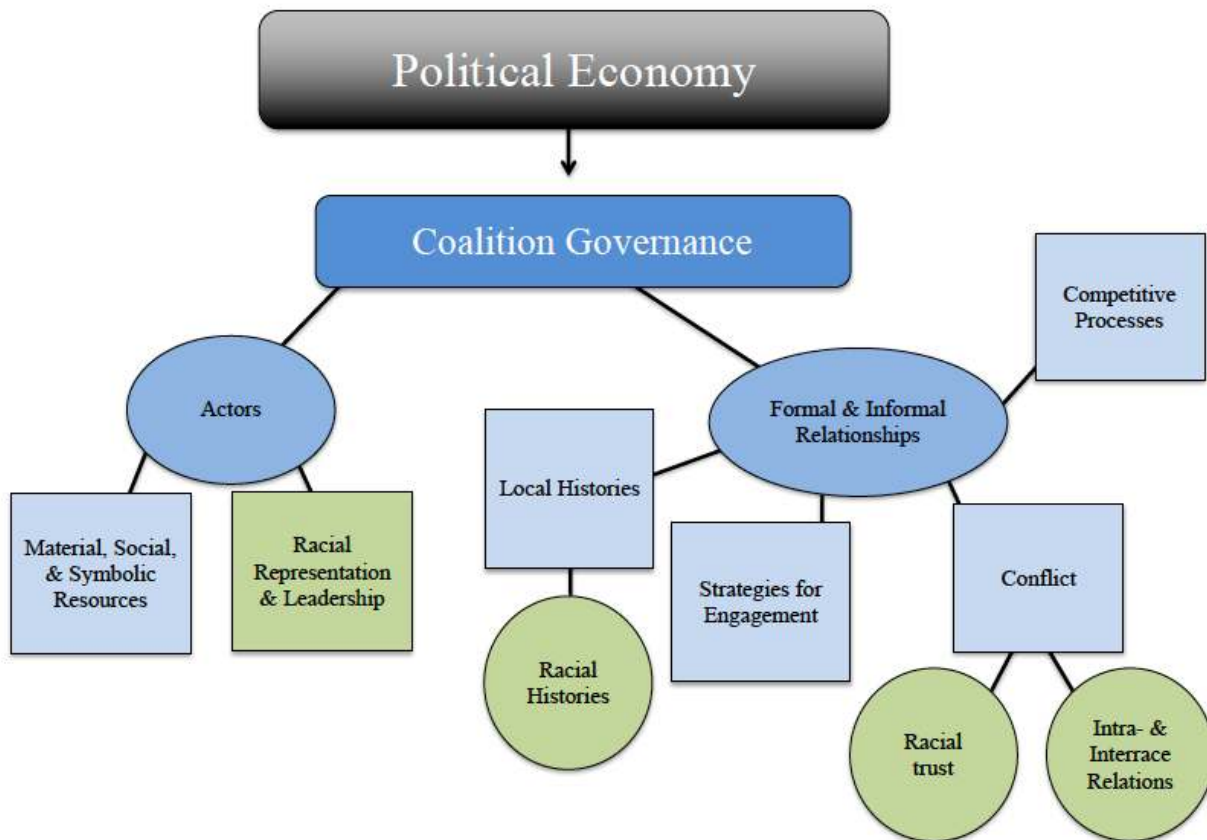 Political Economy
Coalition Governance
Competitive
Processes
Actors
Formal & Informal
Relationships
Local Histories
Material, Social,
& Symbolic
Resources
Racial
Representation
& Leadership
Strategies for
Engagement
Conflict
Racial
Histories
Racial
trust
Intra- &
Interrace
Relations